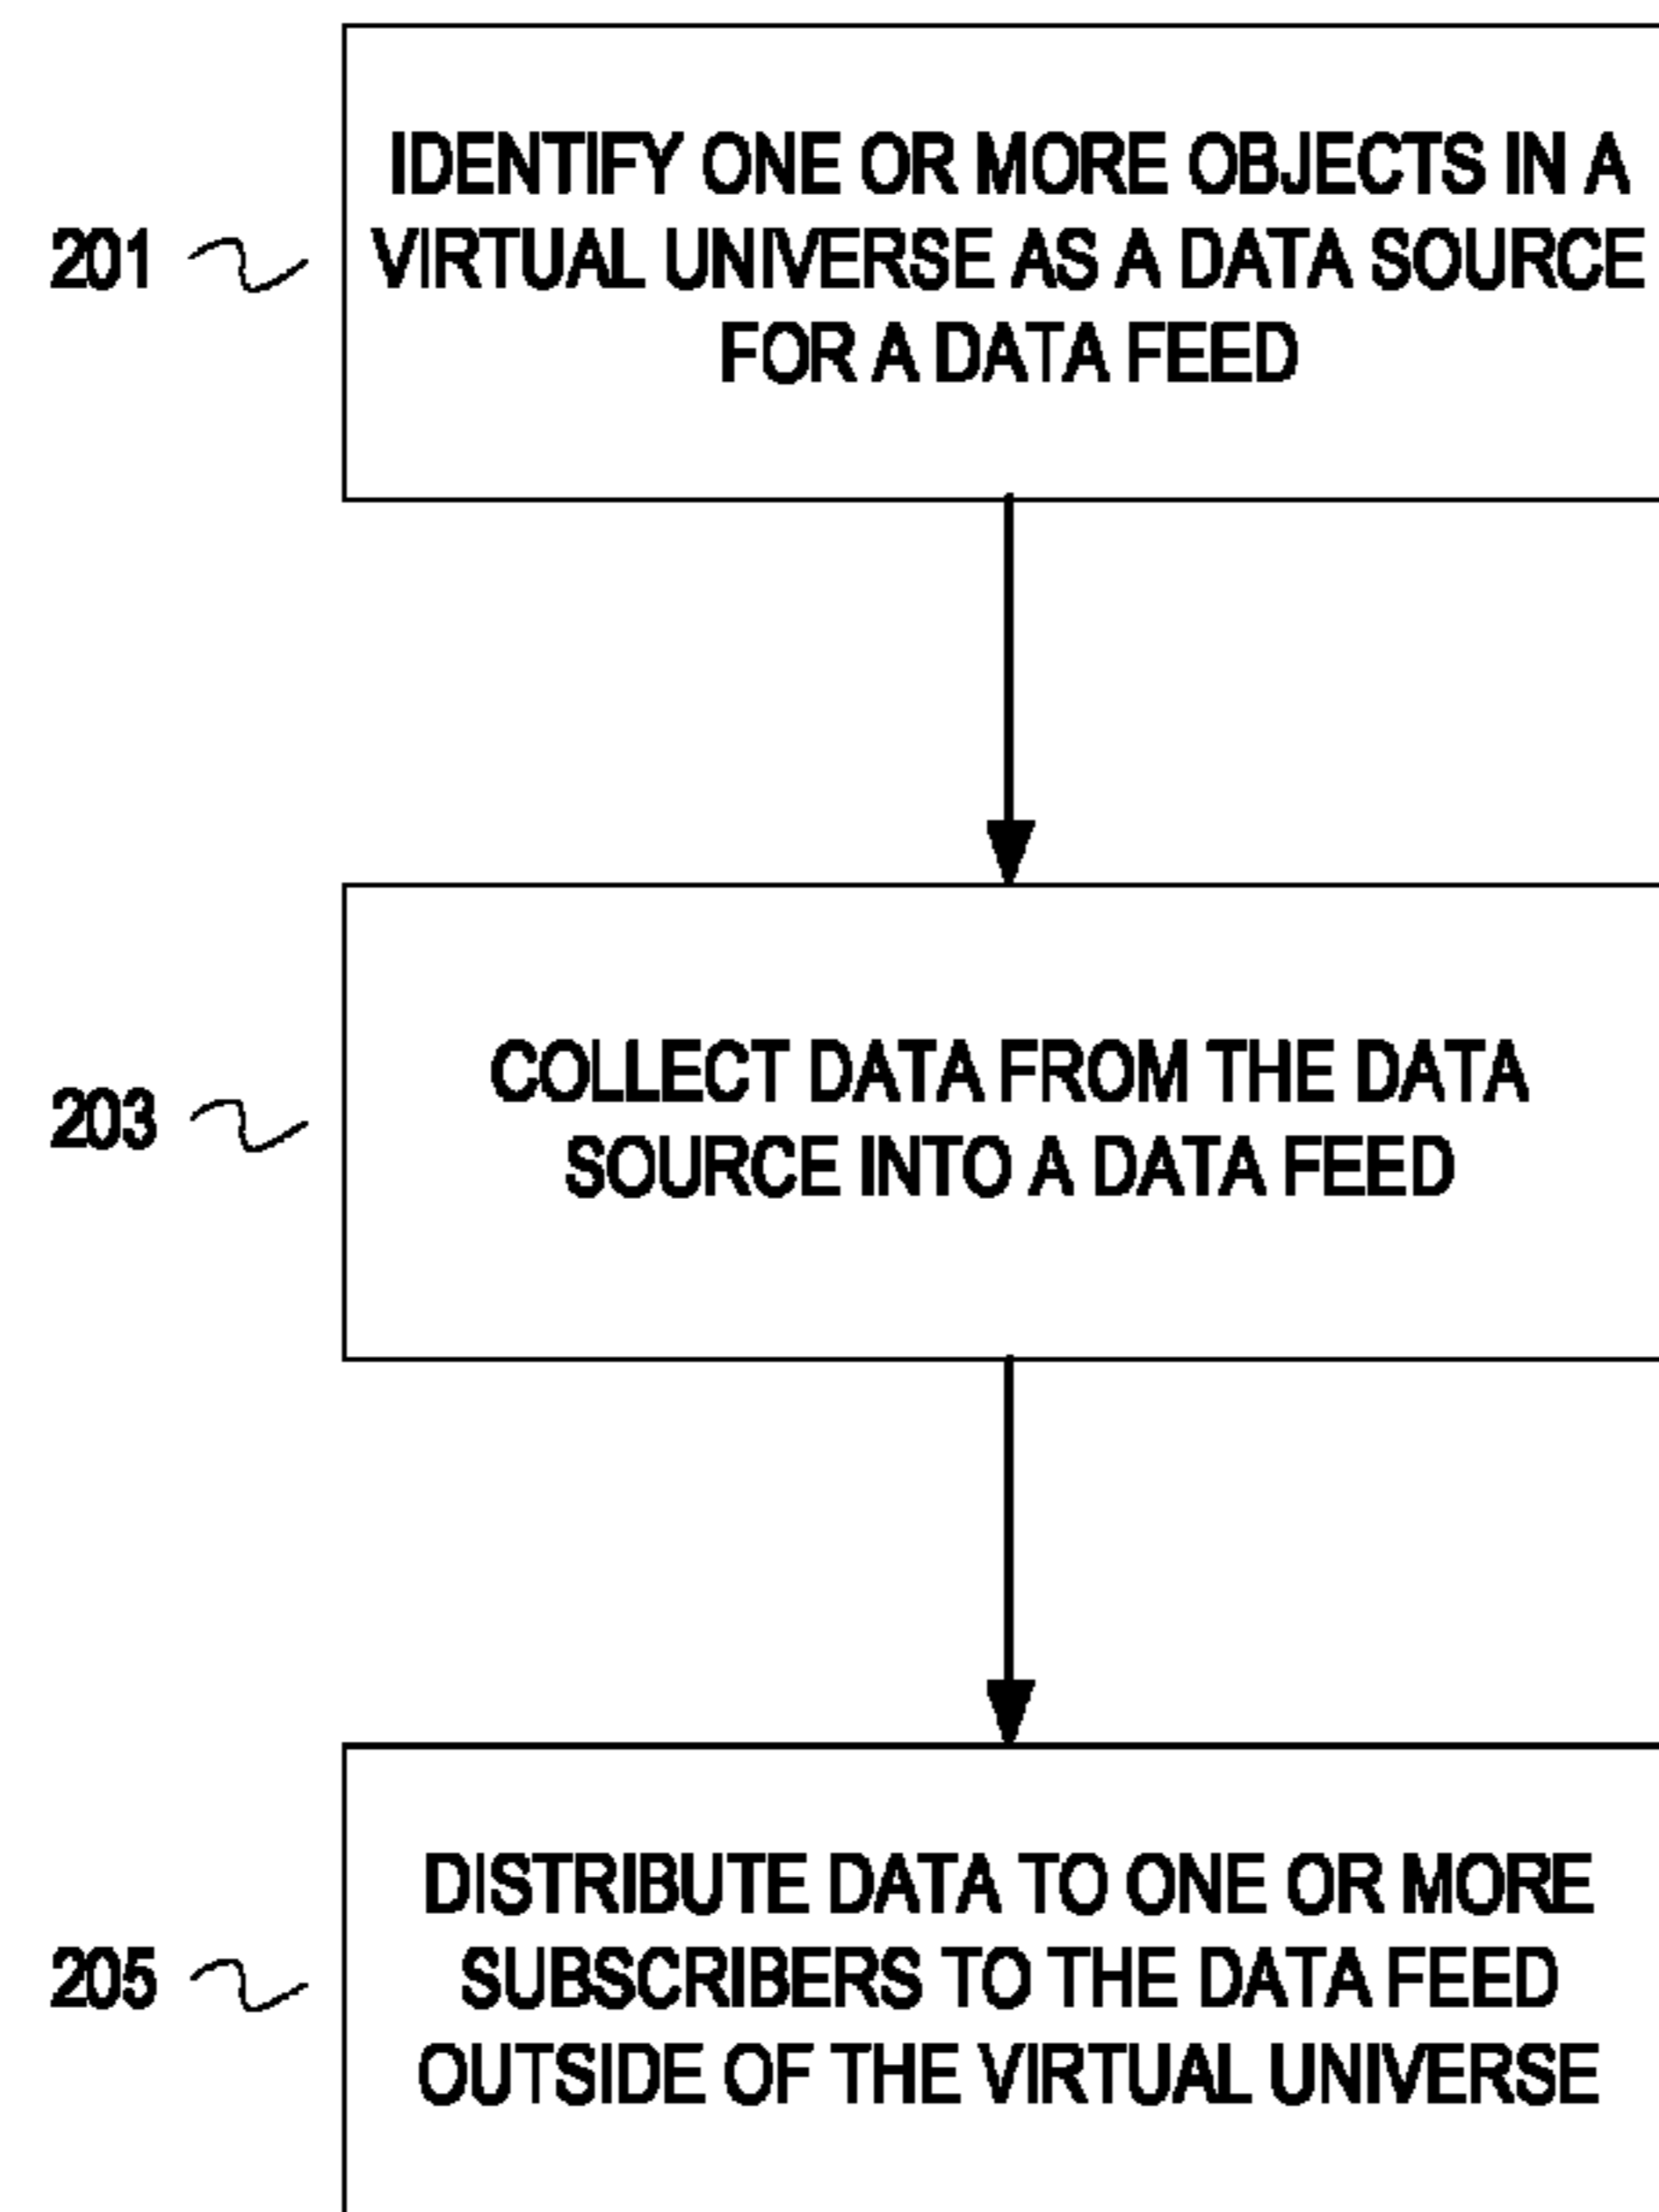 IDENTIFY ONE OR MORE OBJECTS IN A
201 VIRTUAL UNIVERSE AS A DATA SOURCE
FOR A DATA FEED
COLLECT DATA FROM THE DATA
203 SOURCE INTO A DATA FEED
DISTRIBUTE DATA TO ONE OR MORE
205 SUBSCRIBERS TO THE DATA FEED
OUTSIDE OF THE VIRTUAL UNIVERSE